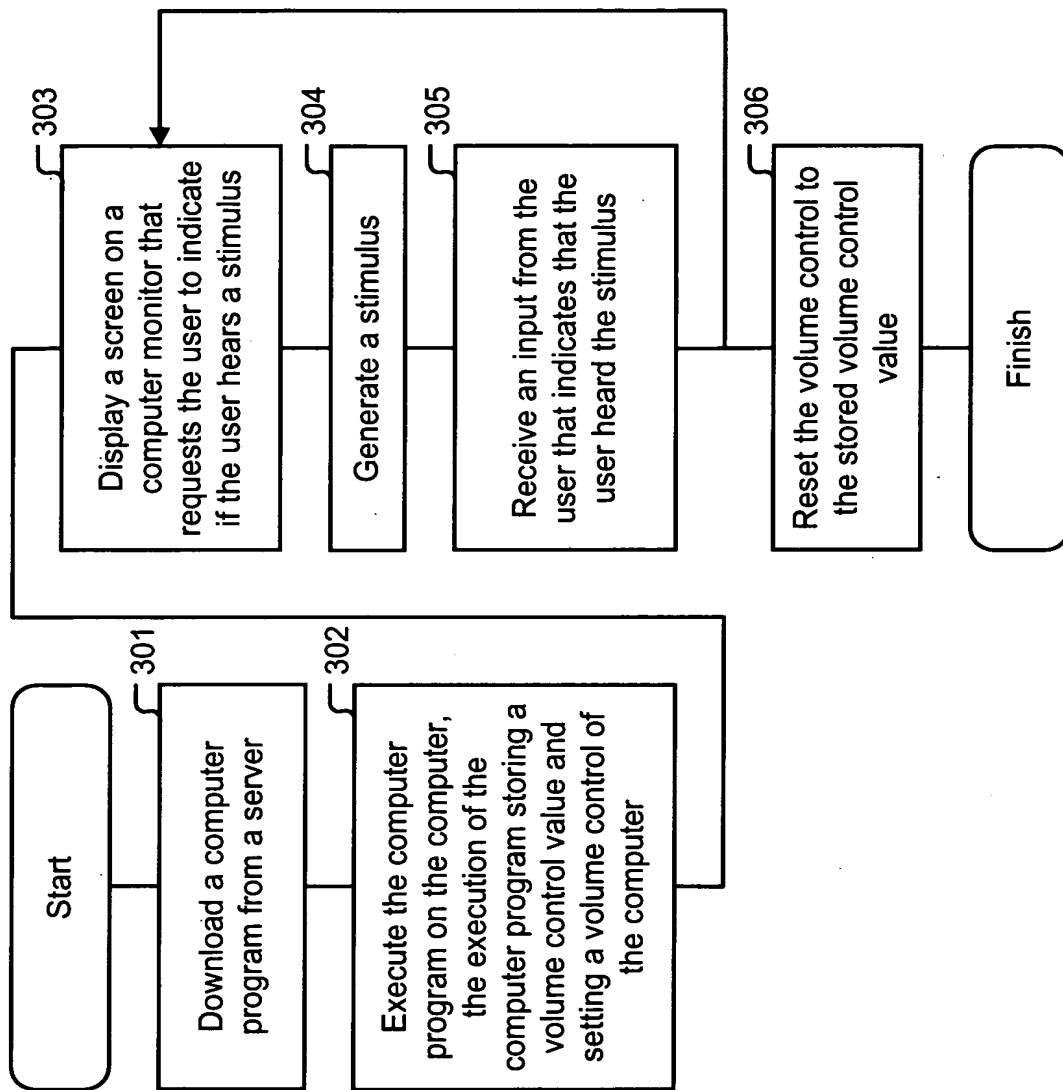 Start
301
Download a computer
program from a server
302
Execute the computer
program on the computer,
the execution of the
computer program storing a
volume control value and
setting a volume control of
the computer
303
Display a screen on a
computer monitor that
requests the user to indicate
if the user hears a stimulus
304
Generate a stimulus
305
Receive an input from the
user that indicates that the
user heard the stimulus
306
Reset the volume control to
the stored volume control
value
Finish